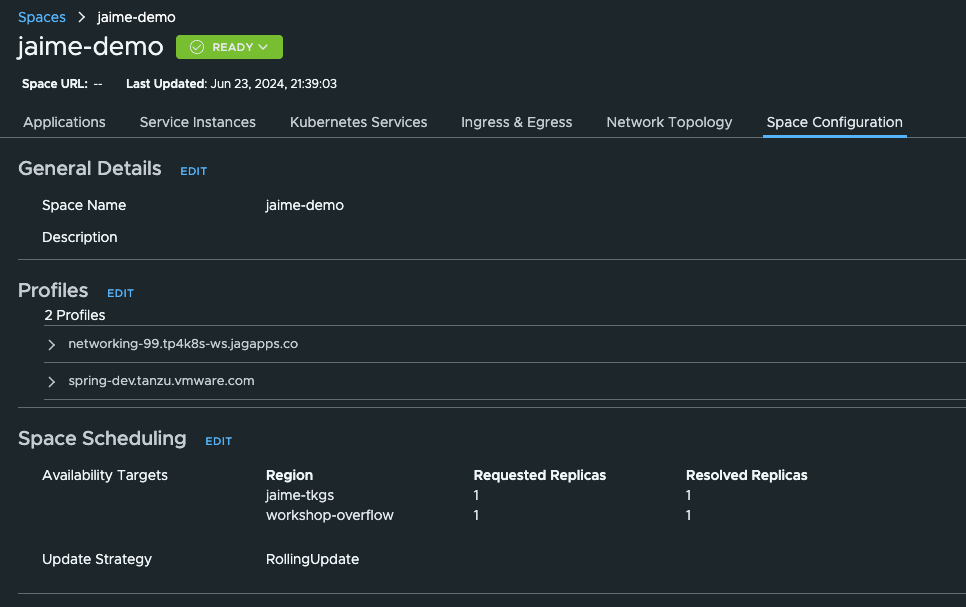 Spaces > jaime-demo
jaime-demo READY
Space URL: -- Last Updated: Jun 23, 2024, 21:39:03
Applications Service Instances Kubernetes Services Ingress & Egress Network Topology Space Configuration
General Details EDIT
Space Name jaime-demo
Description
Profiles EDIT
2 Profiles
networking-99.tp4k8s-ws.jagapps.co
spring-dev.tanzu.vmware.com
Space Scheduling EDIT
Availability Targets Region Requested Replicas Resolved Replicas
jaime-tkgs 1 1
workshop-overflow 1 1
Update Strategy RollingUpdate